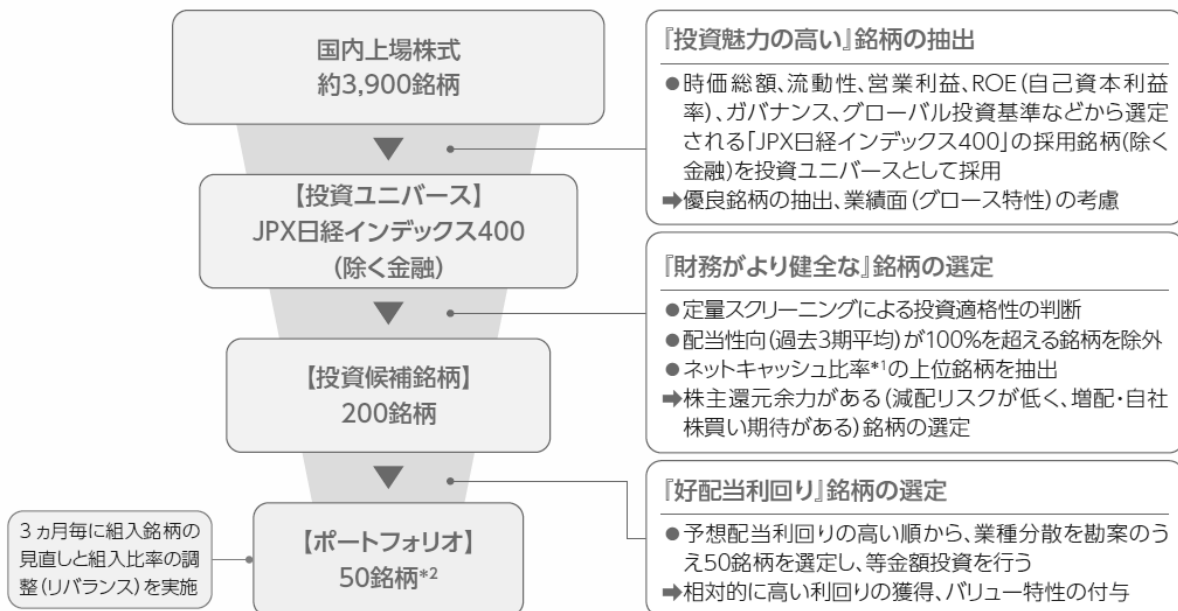 国内上場株式
約3,900銘柄
【投資ユニバース】
JPX日経インデックス400
(除く金融)
【投資候補銘柄】
200銘柄
【ポートフォリオ】
50銘柄*2
3ヵ月毎に組入銘柄の
見直しと組入比率の調
整(リバランス)を実施
『投資魅力の高い』銘柄の抽出
●時価総額、流動性、営業利益、ROE(自己資本利益
率)、ガバナンス、グローバル投資基準などから選定
される「JPX日経インデックス400」の採用銘柄(除く
金融)を投資ユニバースとして採用
➡優良銘柄の抽出、業績面(グロース特性)の考慮
『財務がより健全な』銘柄の選定
●定量スクリーニングによる投資適格性の判断
●配当性向(過去3期平均)が100%を超える銘柄を除外
●ネットキャッシュ比率*1の上位銘柄を抽出
➡株主還元余力がある(減配リスクが低く、増配・自社
株買い期待がある)銘柄の選定
『好配当利回り』銘柄の選定
●予想配当利回りの高い順から、業種分散を勘案のう
え50銘柄を選定し、等金額投資を行う
➡相対的に高い利回りの獲得、バリュー特性の付与